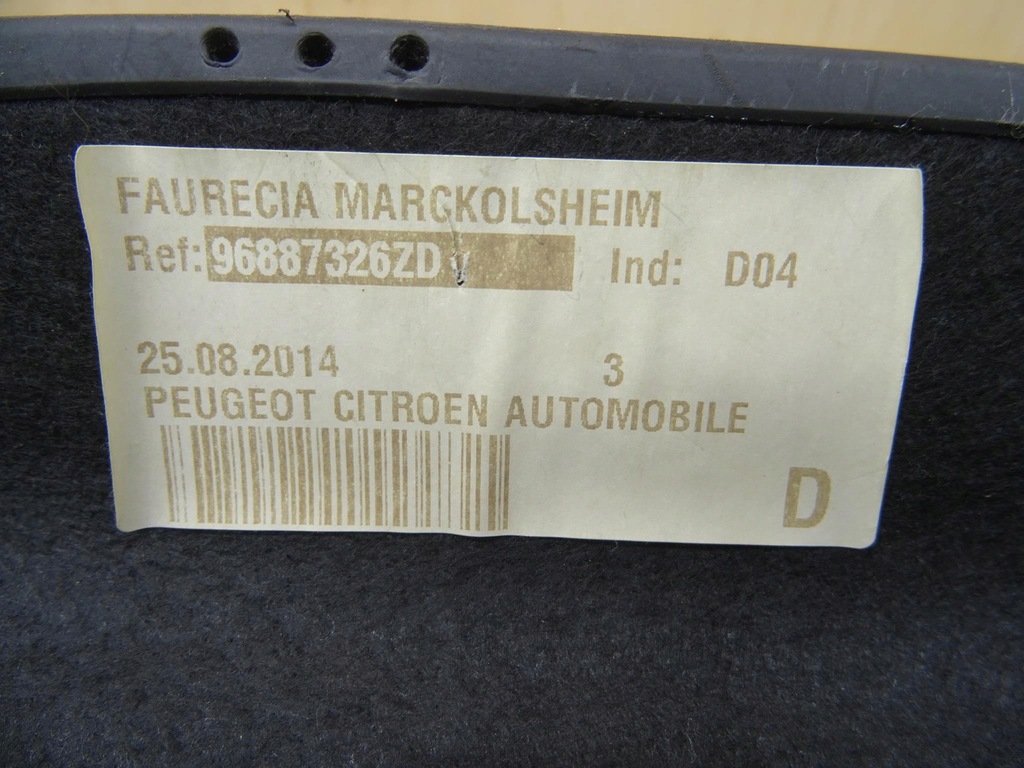 FAURECIA MARCKOLSHEIM
Ref: 96887326ZD Ind: D04
25.08.2014 3
PEUGEOT CITROEN AUTOMOBILE
D